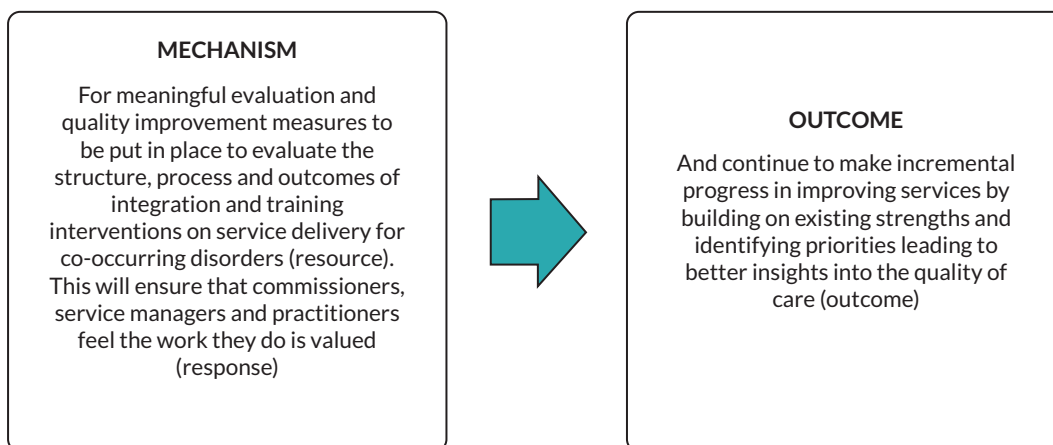 MECHANISM
For meaningful evaluation and
quality improvement measures to
be put in place to evaluate the
structure, process and outcomes of
integration and training
interventions on service delivery for
co-occurring disorders (resource).
This will ensure that commissioners,
service managers and practitioners
feel the work they do is valued
(response)
OUTCOME
And continue to make incremental
progress in improving services by
building on existing strengths and
identifying priorities leading to
better insights into the quality of
care (outcome)